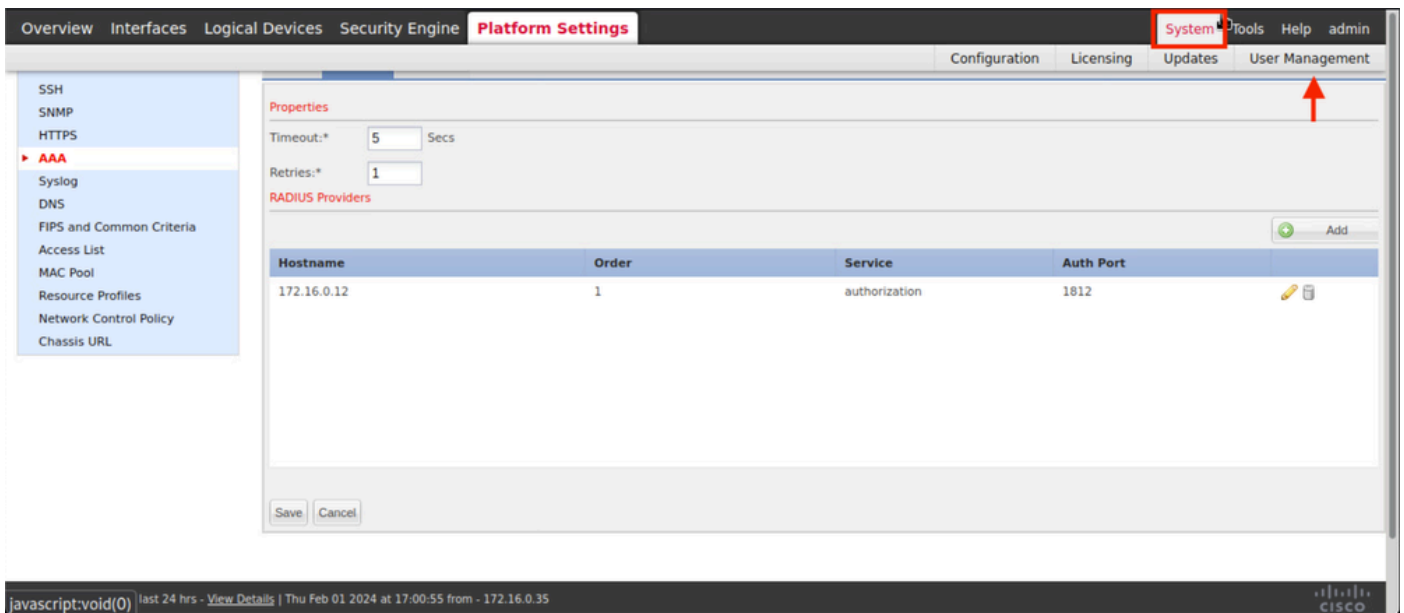 Overview Interfaces Logical Devices Security Engine Platform Settings System Tools Help admin
Configuration Licensing Updates User Management
SSH
SNMP
HTTPS
AAA
Syslog
DNS
FIPS and Common Criteria
Access List
MAC Pool
Resource Profiles
Network Control Policy
Chassis URL
Properties
Timeout:* 5 Secs
Retries:* 1
RADIUS Providers
Add
Hostname Order Service Auth Port
172.16.0.12 1 authorization 1812
Save Cancel
javascript:void(0) last 24 hrs - View Details | Thu Feb 01 2024 at 17:00:55 from - 172.16.0.35
CISCO